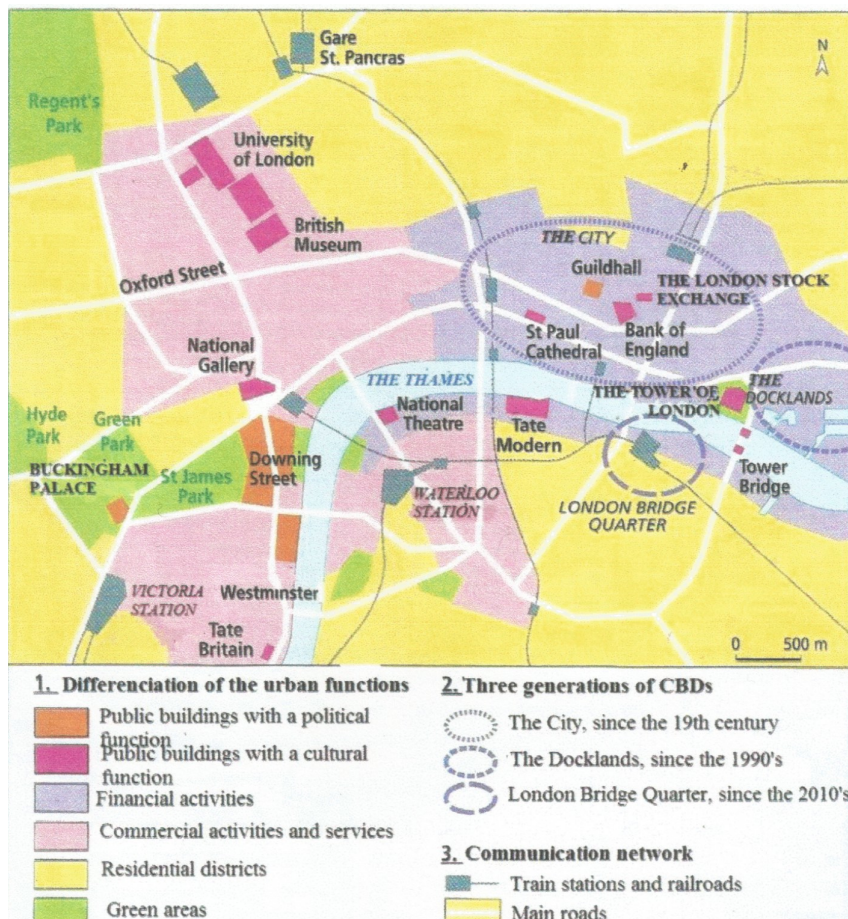 Gare
St. Pancras
N
Regent's
Park
University
of London
British
Museum
Oxford Street
THE CITY
Guildhall
THE LONDON STOCK
EXCHANGE
St Paul
Cathedral
Bank of
England
National
Gallery
THE THAMES
THE TOWER OF
LONDON
THE
DOCKLANDS
Hyde
Park
Green
Park
National
Theatre
Tate
Modern
BUCKINGHAM
PALACE
St James
Park
Downing
Street
WATERLOO
STATION
Tower
Bridge
LONDON BRIDGE
QUARTER
VICTORIA
STATION
Westminster
Tate
Britain
0 500 m
1. Differenciation of the urban functions
Public buildings with a political
function
Public buildings with a cultural
function
Financial activities
Commercial activities and services
Residential districts
Green areas
2. Three generations of CBDs
The City, since the 19th century
The Docklands, since the 1990's
London Bridge Quarter, since the 2010's
3. Communication network
Train stations and railroads
Main roads